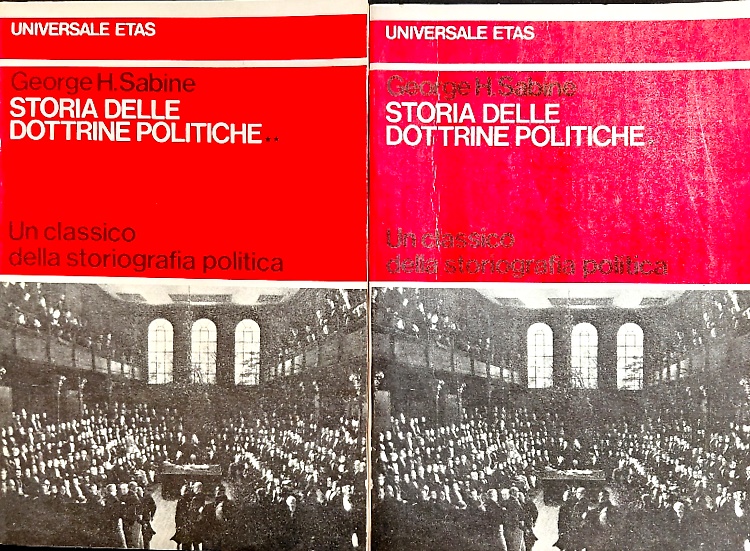 UNIVERSALE ETAS
George H. Sabine
STORIA DELLE
DOTTRINE POLITICHE**
Un classico
della storiografia politica
UNIVERSALE ETAS
George H. Sabine
STORIA DELLE
DOTTRINE POLITICHE*
Un classico
della storiografia politica